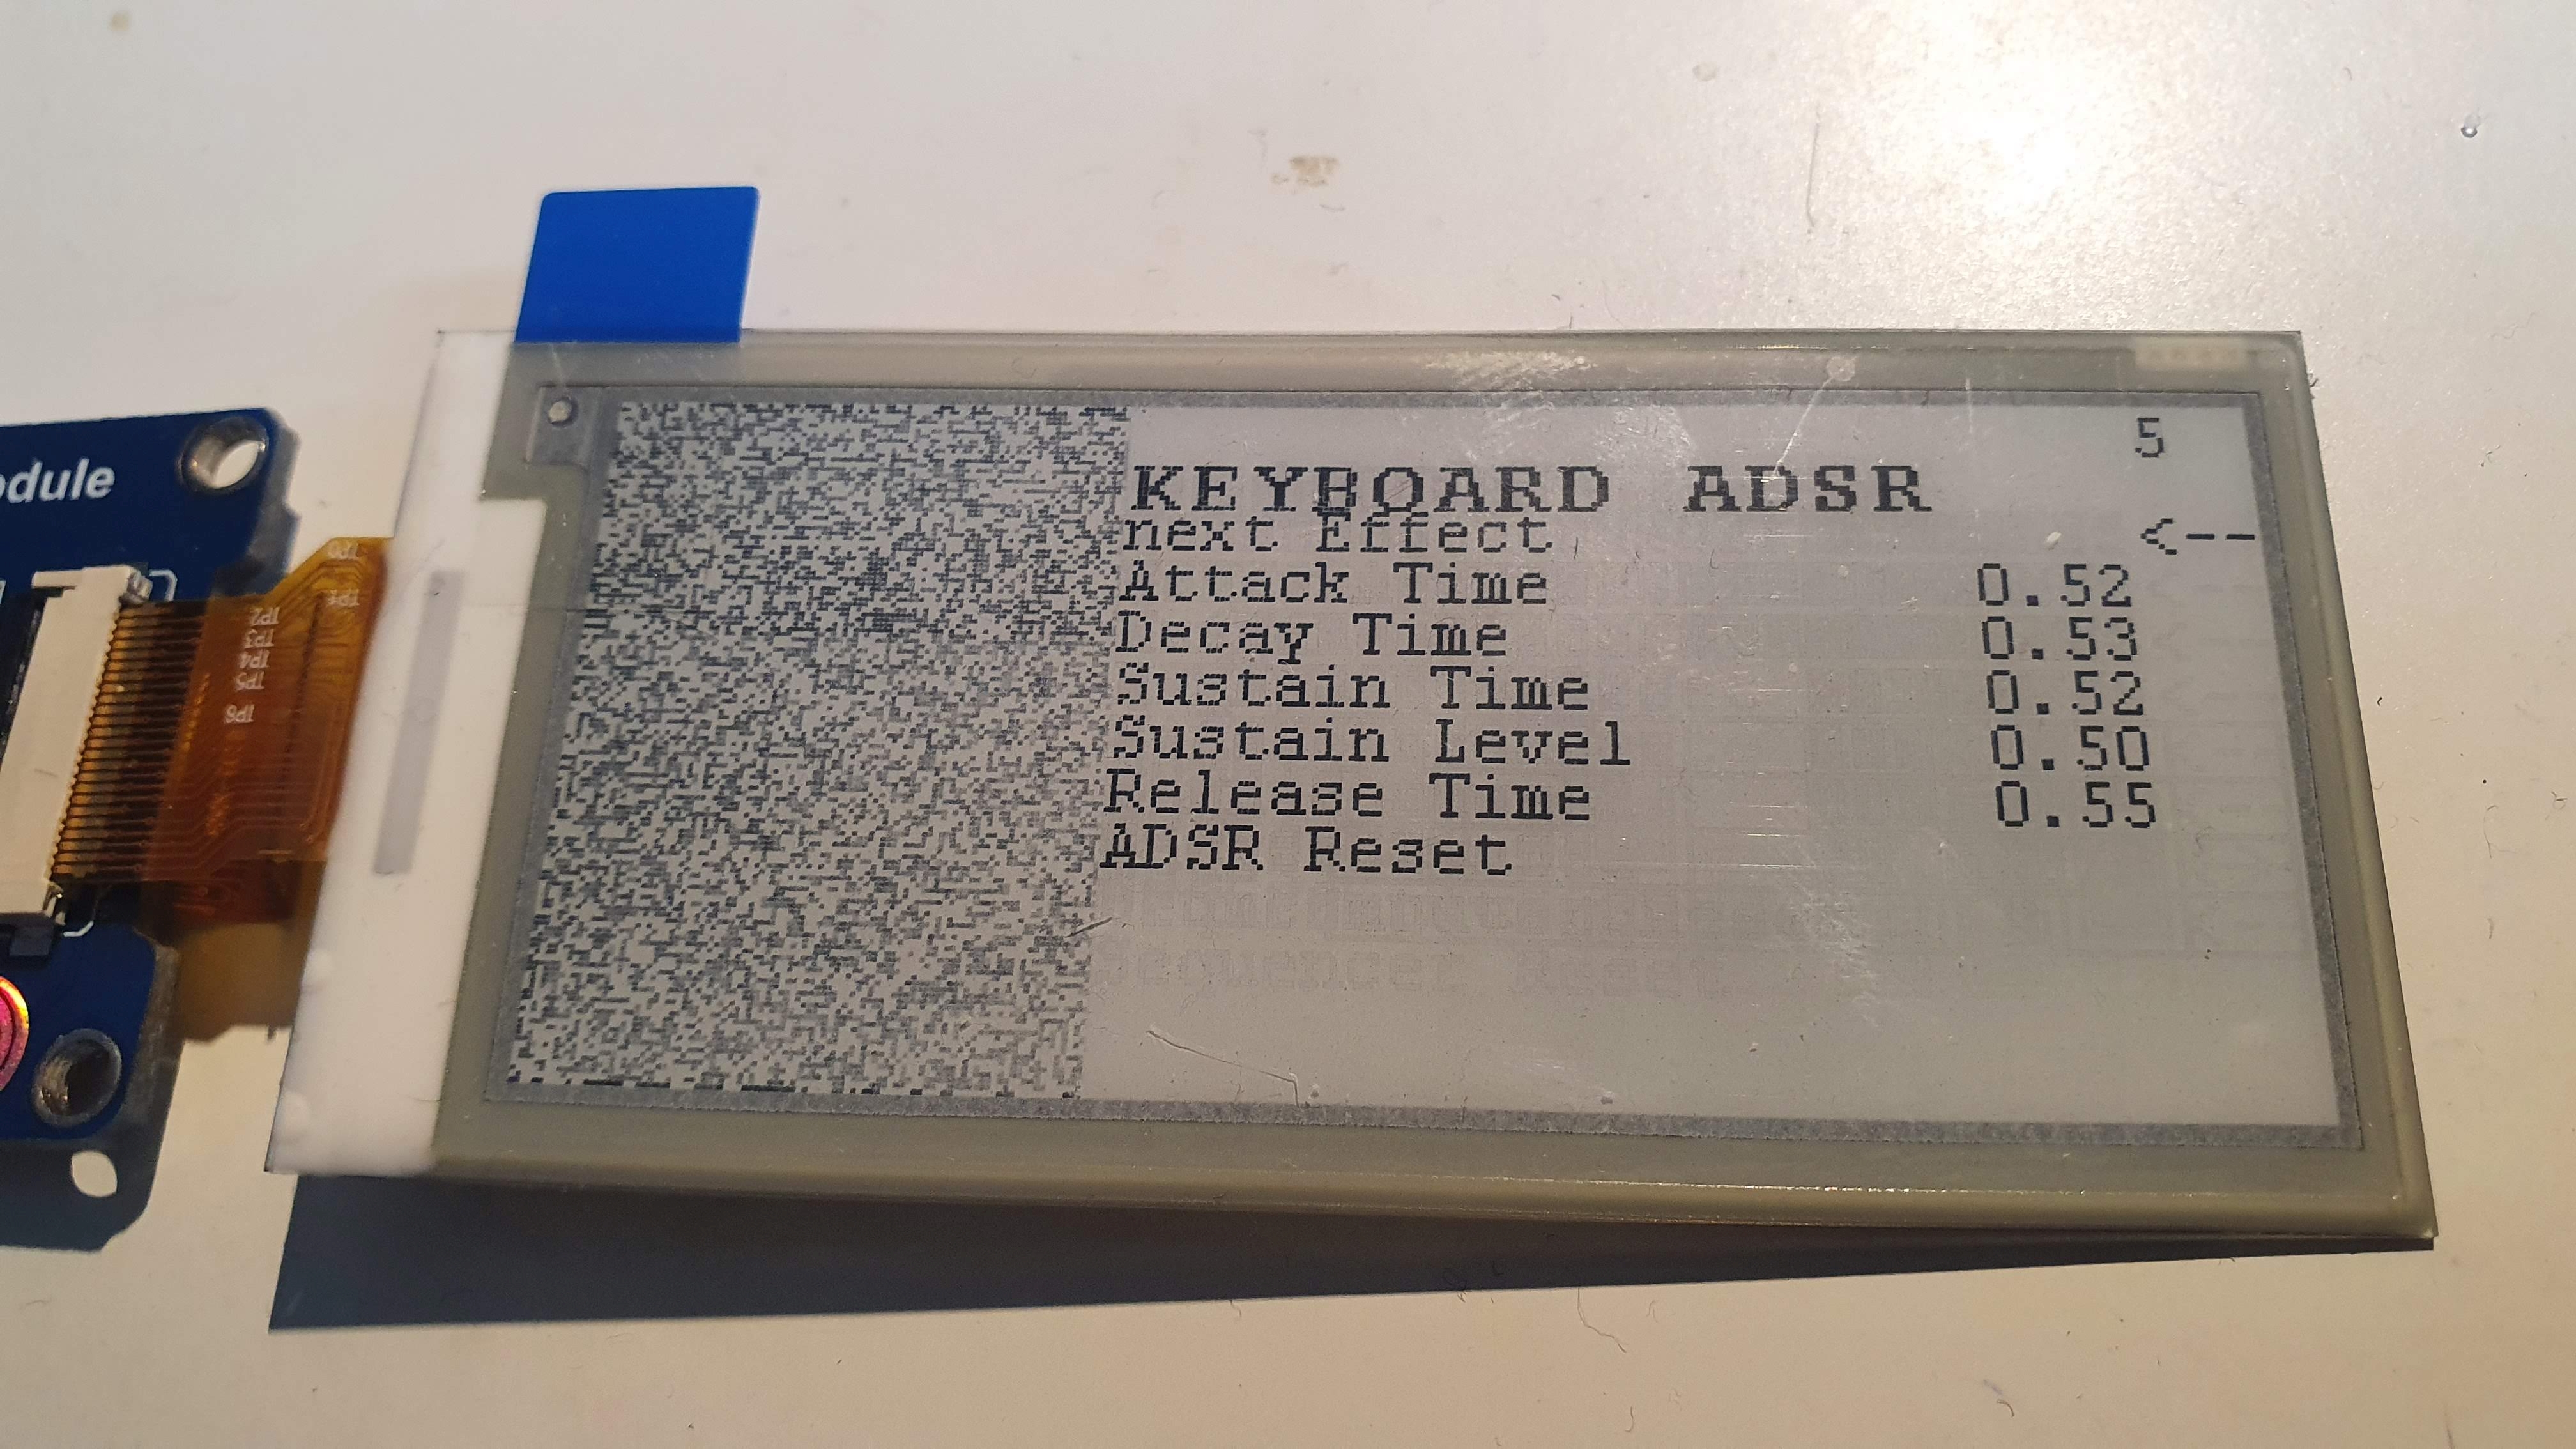 5
KEYBOARD ADSR
next Effect <--
Attack Time 0.52
Decay Time 0.53
Sustain Time 0.52
Sustain Level 0.50
Release Time 0.55
ADSR Reset
odule
TP1
TP2
TP3
TP4
TP5
TP6